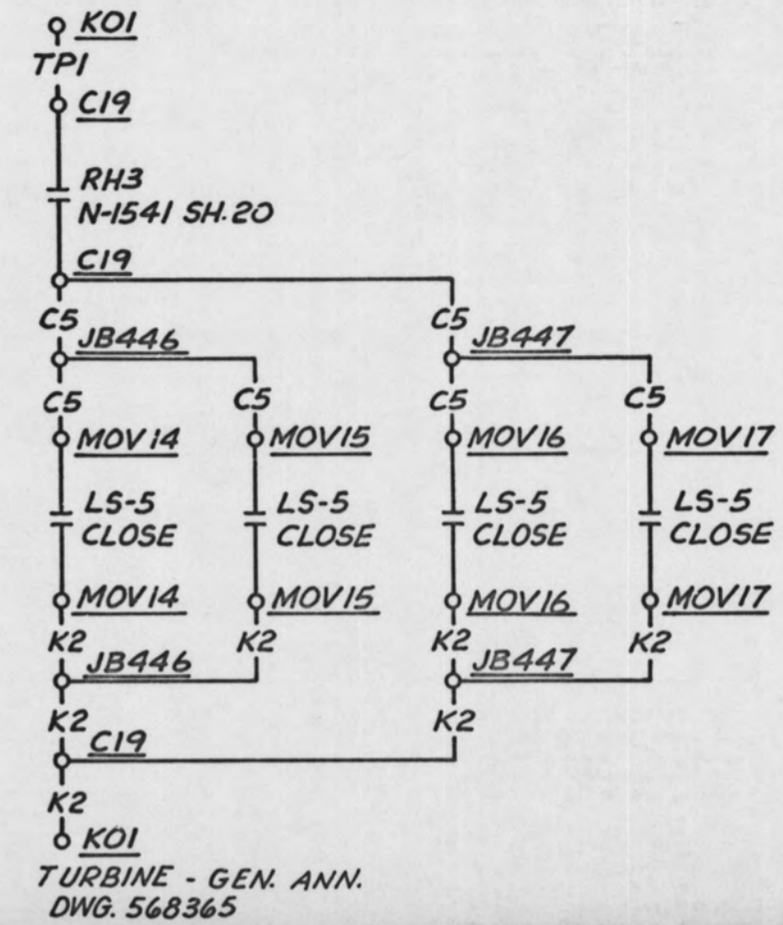 KO1
TP1
C19
RH3
N-1541 SH.20
C19
C5 C5
JB446 JB447
C5 C5 C5 C5
MOV14 MOV15 MOV16 MOV17
LS-5 LS-5 LS-5 LS-5
CLOSE CLOSE CLOSE CLOSE
MOV14 MOV15 MOV16 MOV17
K2 K2 K2 K2
JB446 JB447
K2 K2
C19
K2
KO1
TURBINE - GEN. ANN.
DWG. 568365